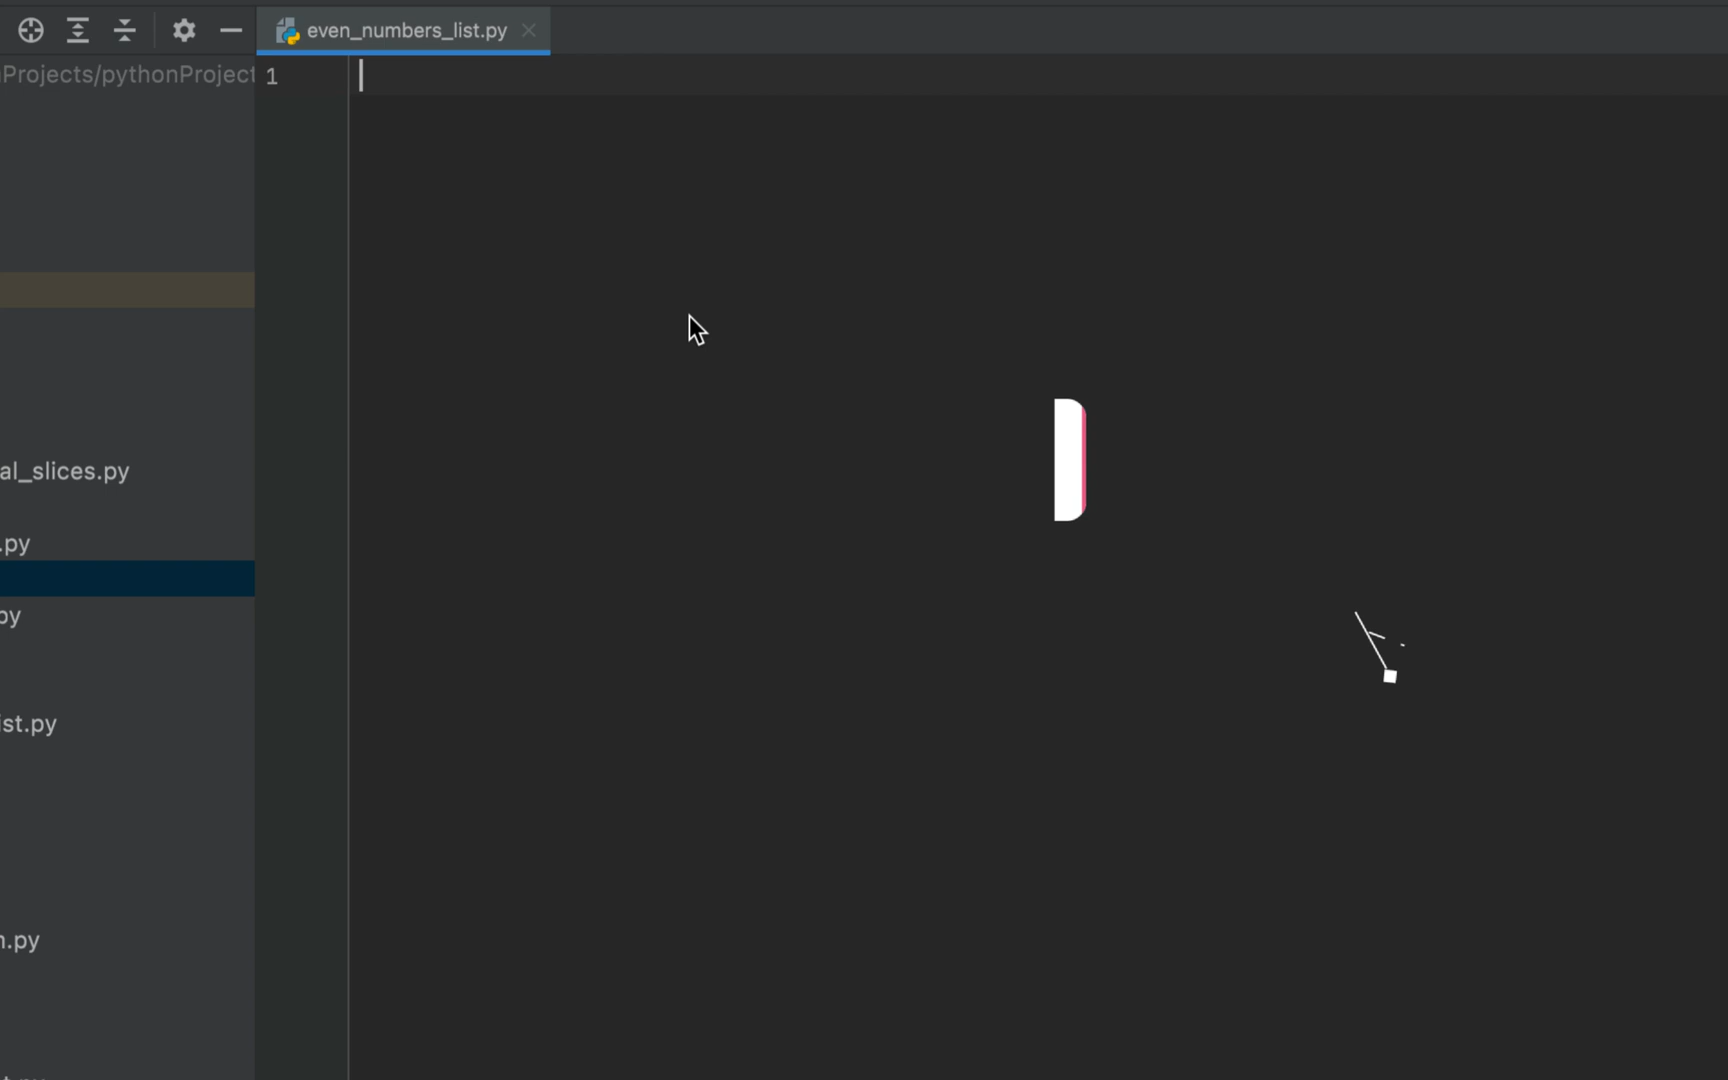 even_numbers_list.py
Projects/pythonProject
1
al_slices.py
.py
py
ist.py
n.py